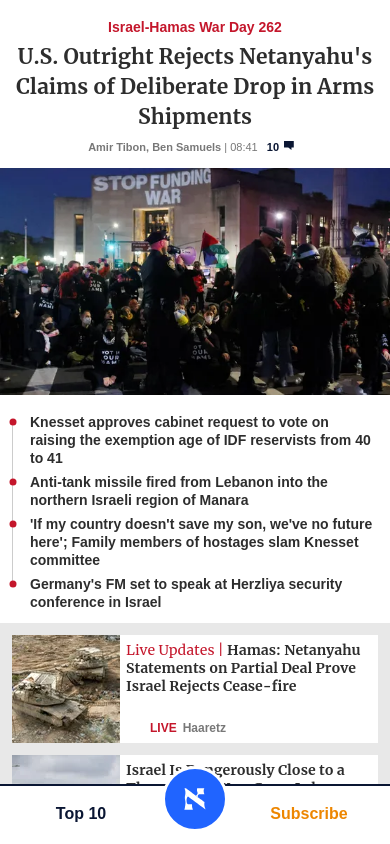 Israel-Hamas War Day 262
U.S. Outright Rejects Netanyahu's
Claims of Deliberate Drop in Arms
Shipments
Amir Tibon, Ben Samuels | 08:41 10
STOP FUNDING
WAR
NOT IN
OUR
NAME
Knesset approves cabinet request to vote on
raising the exemption age of IDF reservists from 40
to 41
Anti-tank missile fired from Lebanon into the
northern Israeli region of Manara
'If my country doesn't save my son, we've no future
here'; Family members of hostages slam Knesset
committee
Germany's FM set to speak at Herzliya security
conference in Israel
Live Updates | Hamas: Netanyahu
Statements on Partial Deal Prove
Israel Rejects Cease-fire
LIVE Haaretz
Israel Is Dangerously Close to a
Top 10
Subscribe